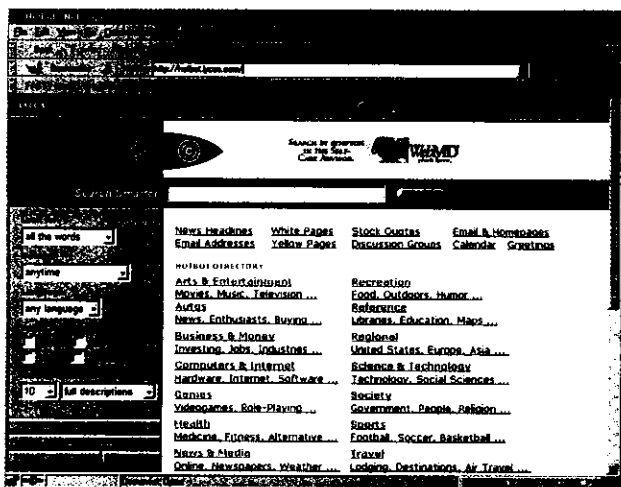 http://hotbot.lycos.com/
LYCOS
SEARCH BY SYMPTOM
IN THE SELF-
CARE ADVISOR.
WebMD
Search Smarter
all the words
anytime
any language
10 full descriptions
News Headlines White Pages Stock Quotes Email & Homepages
Email Addresses Yellow Pages Discussion Groups Calendar Greetings
HOTBOT DIRECTORY
Arts & Entertainment Recreation
Movies, Music, Television ... Food, Outdoors, Humor ...
Autos Reference
News, Enthusiasts, Buying ... Libraries, Education, Maps ...
Business & Money Regional
Investing, Jobs, Industries ... United States, Europe, Asia ...
Computers & Internet Science & Technology
Hardware, Internet, Software ... Technology, Social Sciences ...
Games Society
Videogames, Role-Playing ... Government, People, Religion ...
Health Sports
Medicine, Fitness, Alternative ... Football, Soccer, Basketball ...
News & Media Travel
Online, Newspapers, Weather ... Lodging, Destinations, Air Travel ...